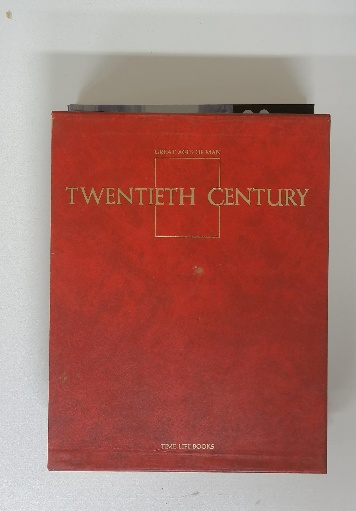 GREAT AGES OF MAN
TWENTIETH CENTURY
TIME-LIFE BOOKS